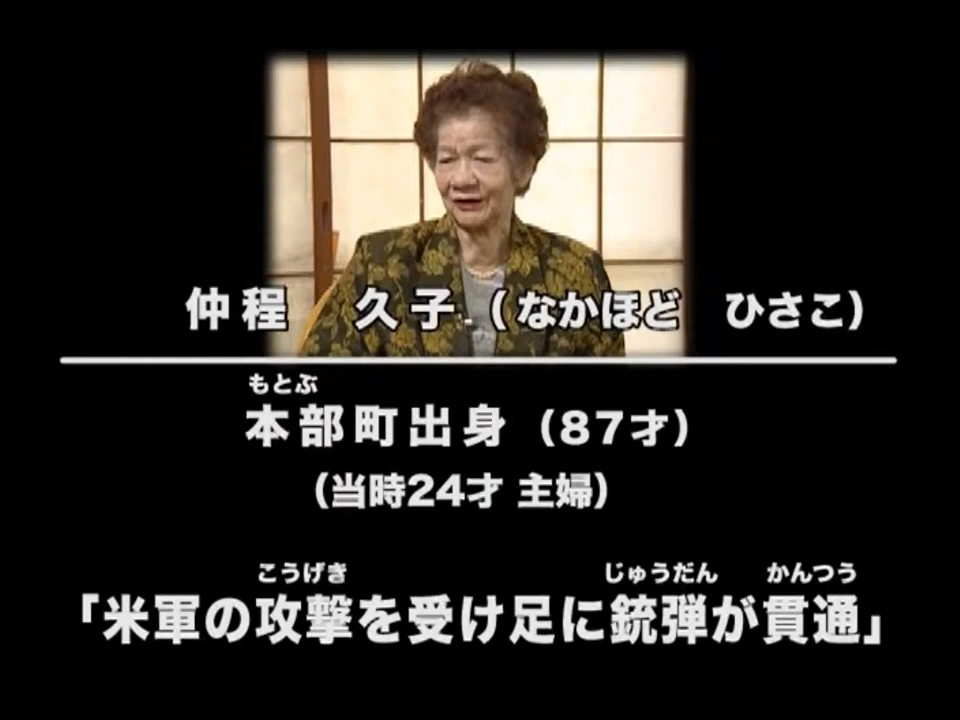 仲程　久子（なかほど　ひさこ）
もとぶ
本部町出身（87才）
（当時24才 主婦）
こうげき　じゅうだん　かんつう
「米軍の攻撃を受け足に銃弾が貫通」